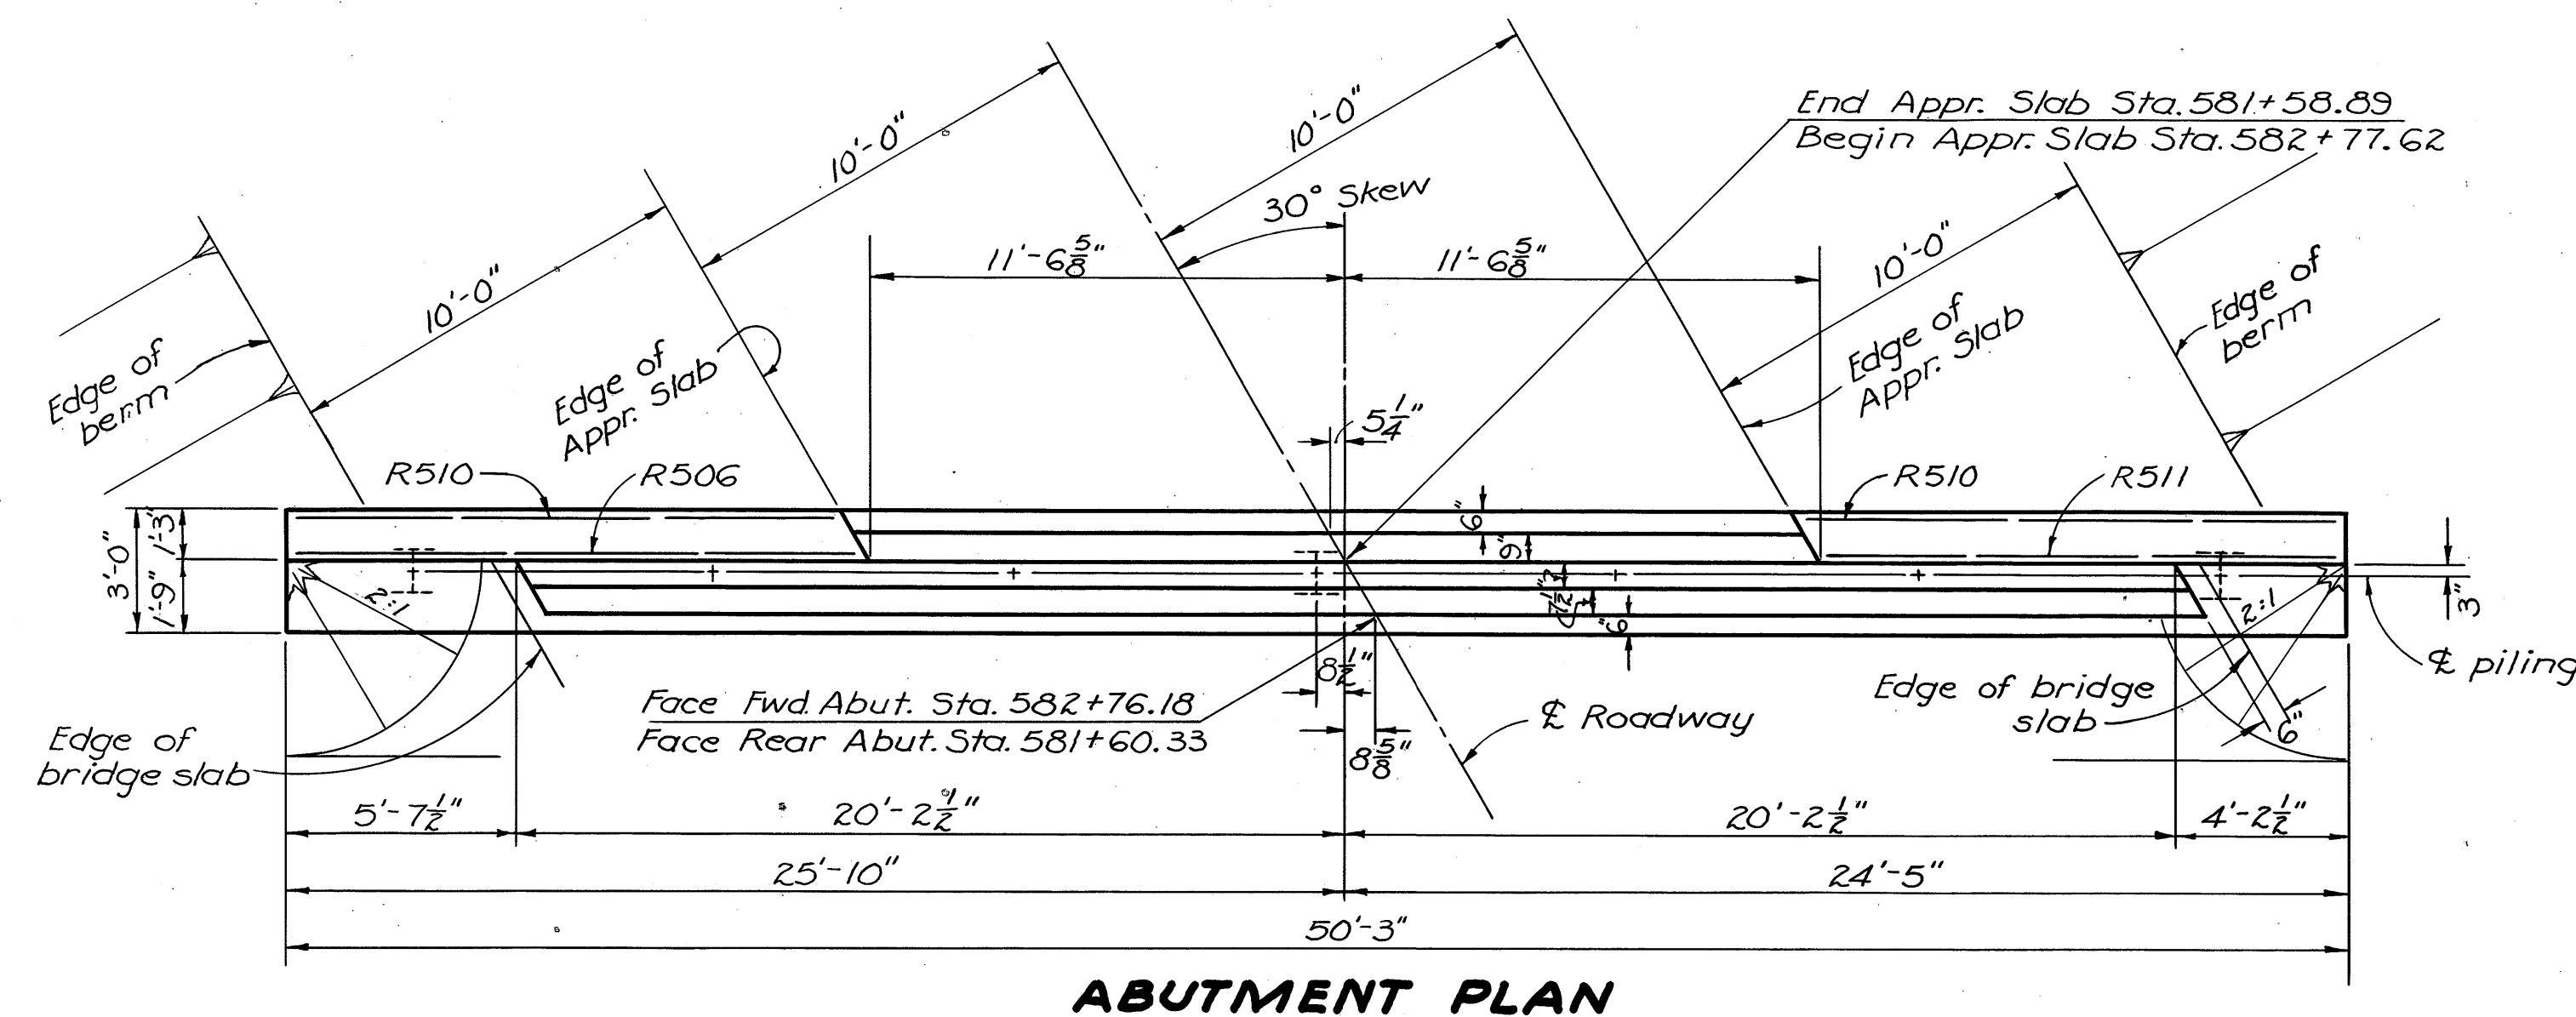 10'-0"
10'-0"
10'-0"
10'-0"
End Appr. Slab Sta. 581+58.89
Begin Appr. Slab Sta. 582+77.62
30° Skew
11'-6 5/8"
11'-6 5/8"
Edge of
berm
Edge of
Appr. Slab
Edge of
Appr. Slab
Edge of
berm
5 1/4"
R510
R506
R510
R511
3'-0"
1'-3"
1'-9"
6"
9"
7 1/2"
6"
3"
2:1
2:1
8 1/2"
8 5/8"
6"
℄ piling
Face Fwd. Abut. Sta. 582+76.18
Face Rear Abut. Sta. 581+60.33
℄ Roadway
Edge of bridge
slab
Edge of
bridge slab
5'-7 1/2"
20'-2 1/2"
20'-2 1/2"
4'-2 1/2"
25'-10"
24'-5"
50'-3"
ABUTMENT PLAN